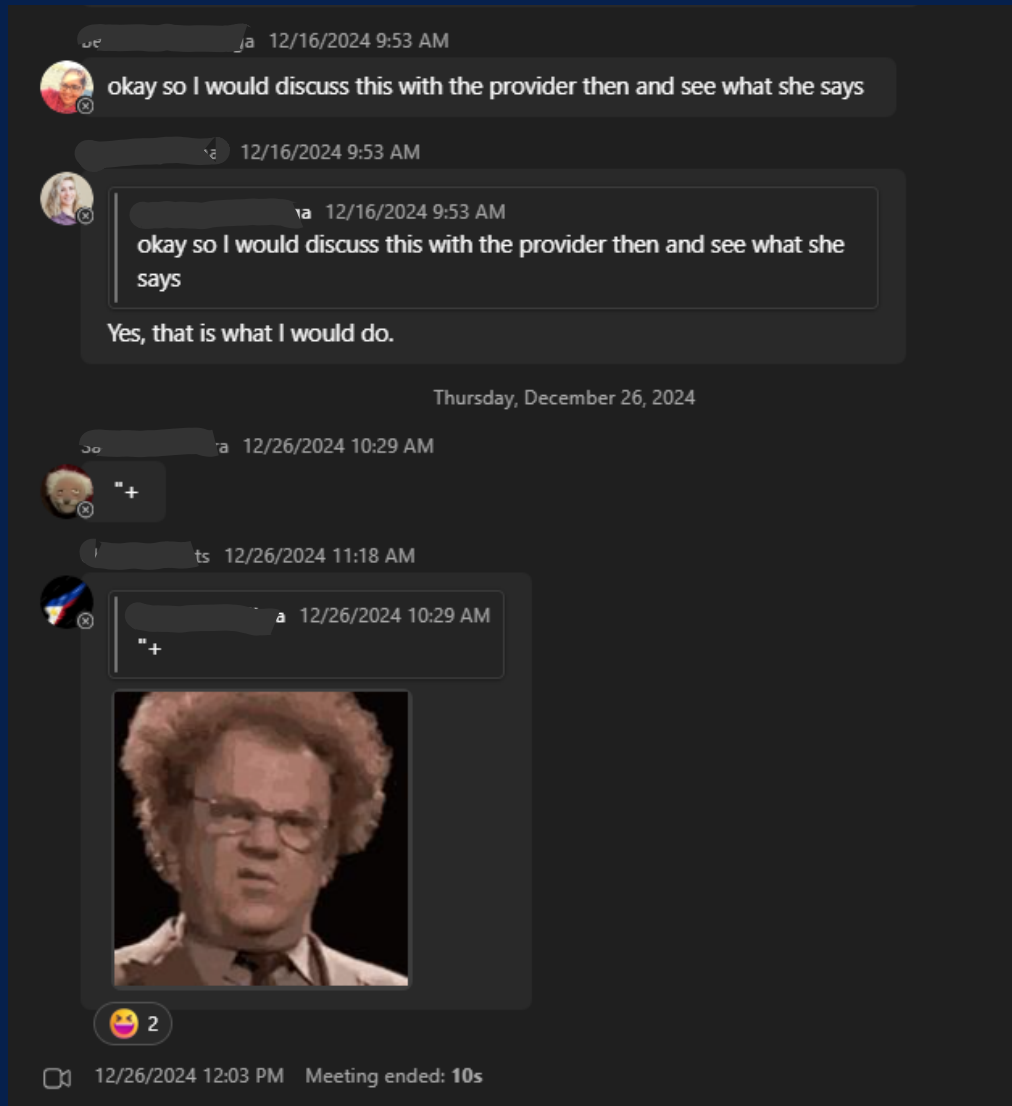 12/16/2024 9:53 AM
okay so I would discuss this with the provider then and see what she says
12/16/2024 9:53 AM
12/16/2024 9:53 AM
okay so I would discuss this with the provider then and see what she
says
Yes, that is what I would do.
Thursday, December 26, 2024
12/26/2024 10:29 AM
"+
12/26/2024 11:18 AM
12/26/2024 10:29 AM
"+
2
12/26/2024 12:03 PM Meeting ended: 10s